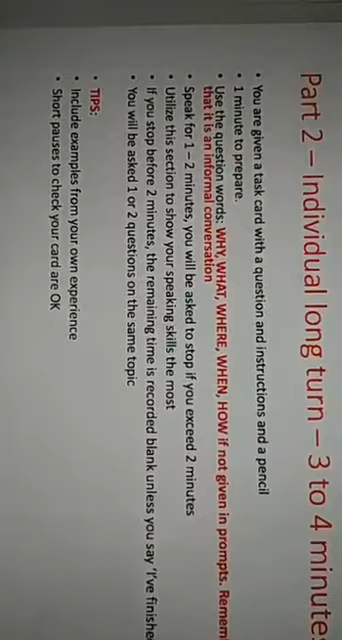 Part 2 – Individual long turn – 3 to 4 minutes
• You are given a task card with a question and instructions and a pencil
• 1 minute to prepare.
• Use the question words: WHY, WHAT, WHERE, WHEN, HOW if not given in prompts.
that it is an informal conversation
• Speak for 1 – 2 minutes, you will be asked to stop if you exceed 2 minutes
• Utilize this section to show your speaking skills the most
• If you stop before 2 minutes, the remaining time is recorded blank unless you say 'I've
• You will be asked 1 or 2 questions on the same topic
• TIPS:
• Include examples from your own experience
• Short pauses to check your card are OK